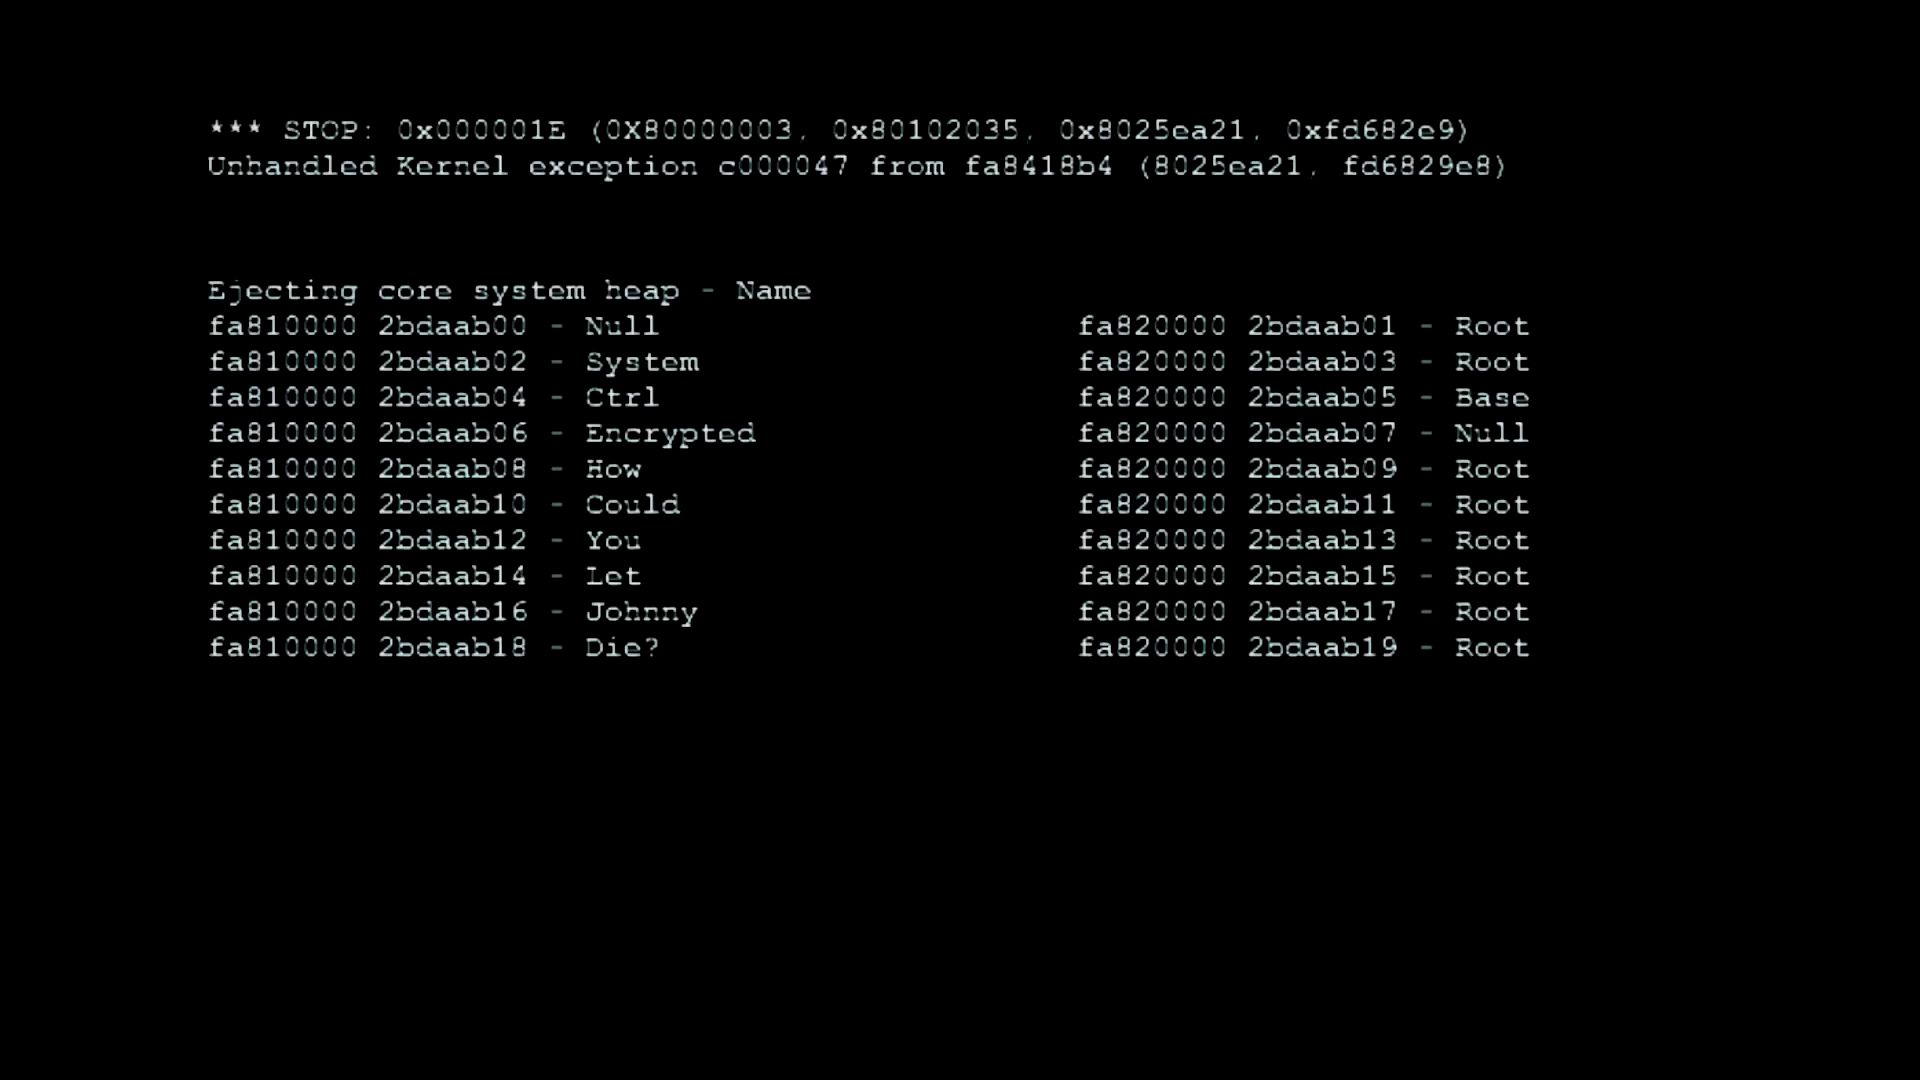 *** STOP: 0x000001E (0X80000003, 0x80102035, 0x8025ea21, 0xfd682e9)
Unhandled Kernel exception c000047 from fa8418b4 (8025ea21, fd6829e8)
Ejecting core system heap - Name
fa810000 2bdaab00 - Null fa820000 2bdaab01 - Root
fa810000 2bdaab02 - System fa820000 2bdaab03 - Root
fa810000 2bdaab04 - Ctrl fa820000 2bdaab05 - Base
fa810000 2bdaab06 - Encrypted fa820000 2bdaab07 - Null
fa810000 2bdaab08 - How fa820000 2bdaab09 - Root
fa810000 2bdaab10 - Could fa820000 2bdaab11 - Root
fa810000 2bdaab12 - You fa820000 2bdaab13 - Root
fa810000 2bdaab14 - Let fa820000 2bdaab15 - Root
fa810000 2bdaab16 - Johnny fa820000 2bdaab17 - Root
fa810000 2bdaab18 - Die? fa820000 2bdaab19 - Root